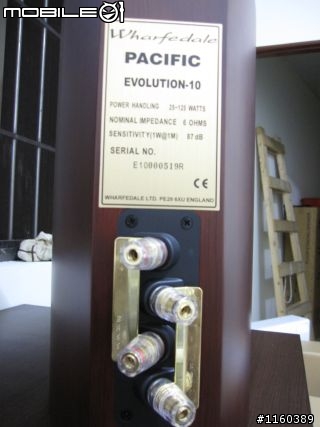 MOBILE01
Wharfedale
PACIFIC
EVOLUTION-10
POWER HANDLING 25-125 WATTS
NOMINAL IMPEDANCE 6 OHMS
SENSITIVITY(1W@1M) 87 dB
SERIAL NO.
E10000519R
CE
WHARFEDALE LTD. PE29 6XU ENGLAND
#1160389